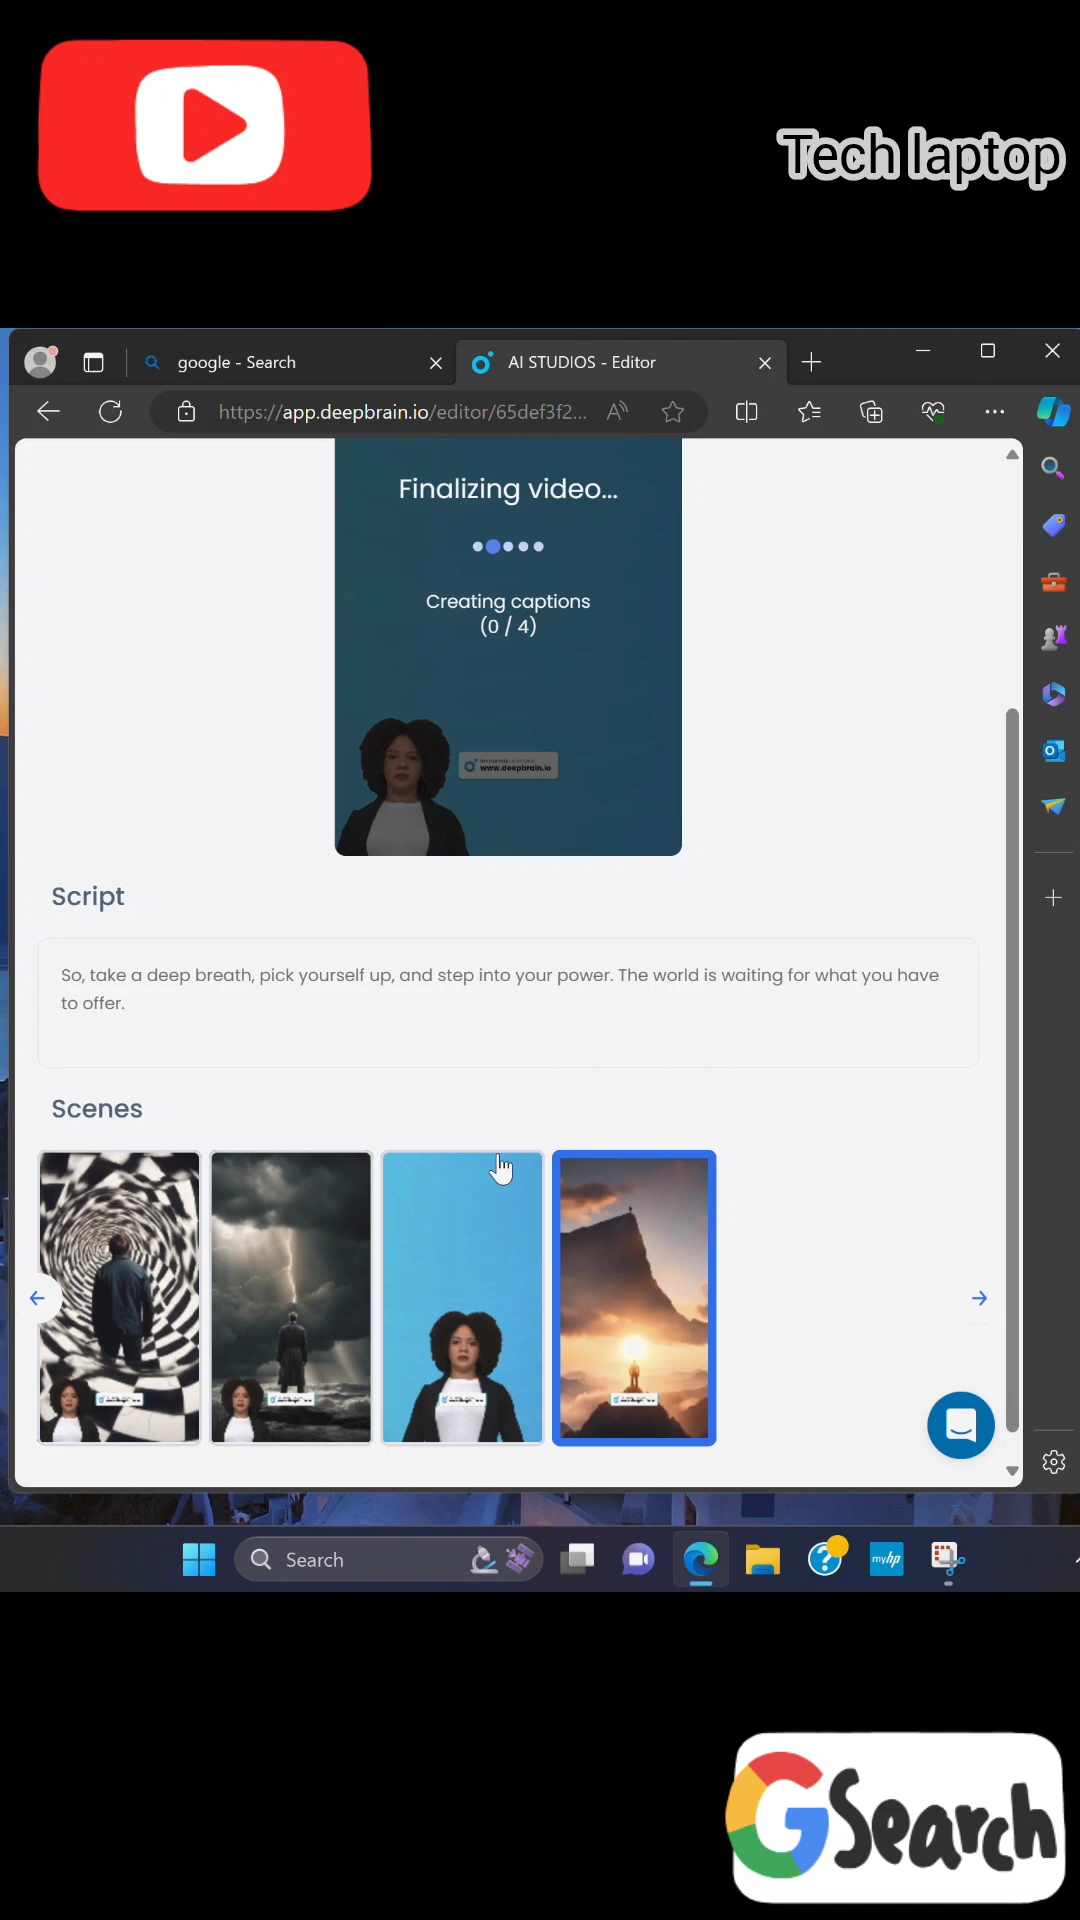 Tech laptop
google - Search
AI STUDIOS - Editor
https://app.deepbrain.io/editor/65def3f2...
Finalizing video...
Creating captions
(0 / 4)
www.deepbrain.io
Script
So, take a deep breath, pick yourself up, and step into your power. The world is waiting for what you have
to offer.
Scenes
Search
myhp
GSearch